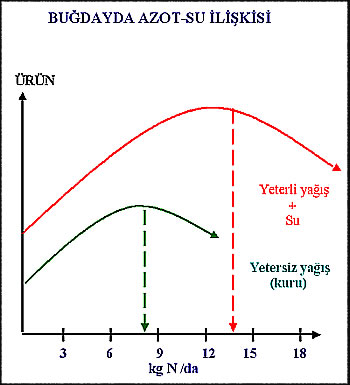 BUĞDAYDA AZOT-SU İLİŞKİSİ
ÜRÜN
Yeterli yağış
+
Su
Yetersiz yağış
(kuru)
3 6 9 12 15 18
kg N /da